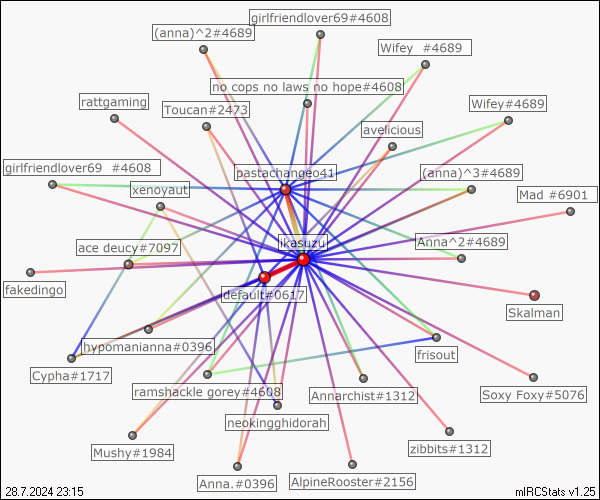 girlfriendlover69#4608
(anna)^2#4689
Wifey #4689
no cops no laws no hope#4608
rattgaming
Toucan#2473
Wifey#4689
avelicious
girlfriendlover69 #4608
pastachangeo41
(anna)^3#4689
xenoyaut
Mad #6901
ace deucy#7097
ikasuzu
Anna^2#4689
fakedingo
default#0617
Skalman
hypomanianna#0396
frisout
Cypha#1717
ramshackle gorey#4608
Annarchist#1312
Soxy Foxy#5076
neokingghidorah
Mushy#1984
zibbits#1312
Anna.#0396
AlpineRooster#2156
28.7.2024 23:15
mIRCStats v1.25